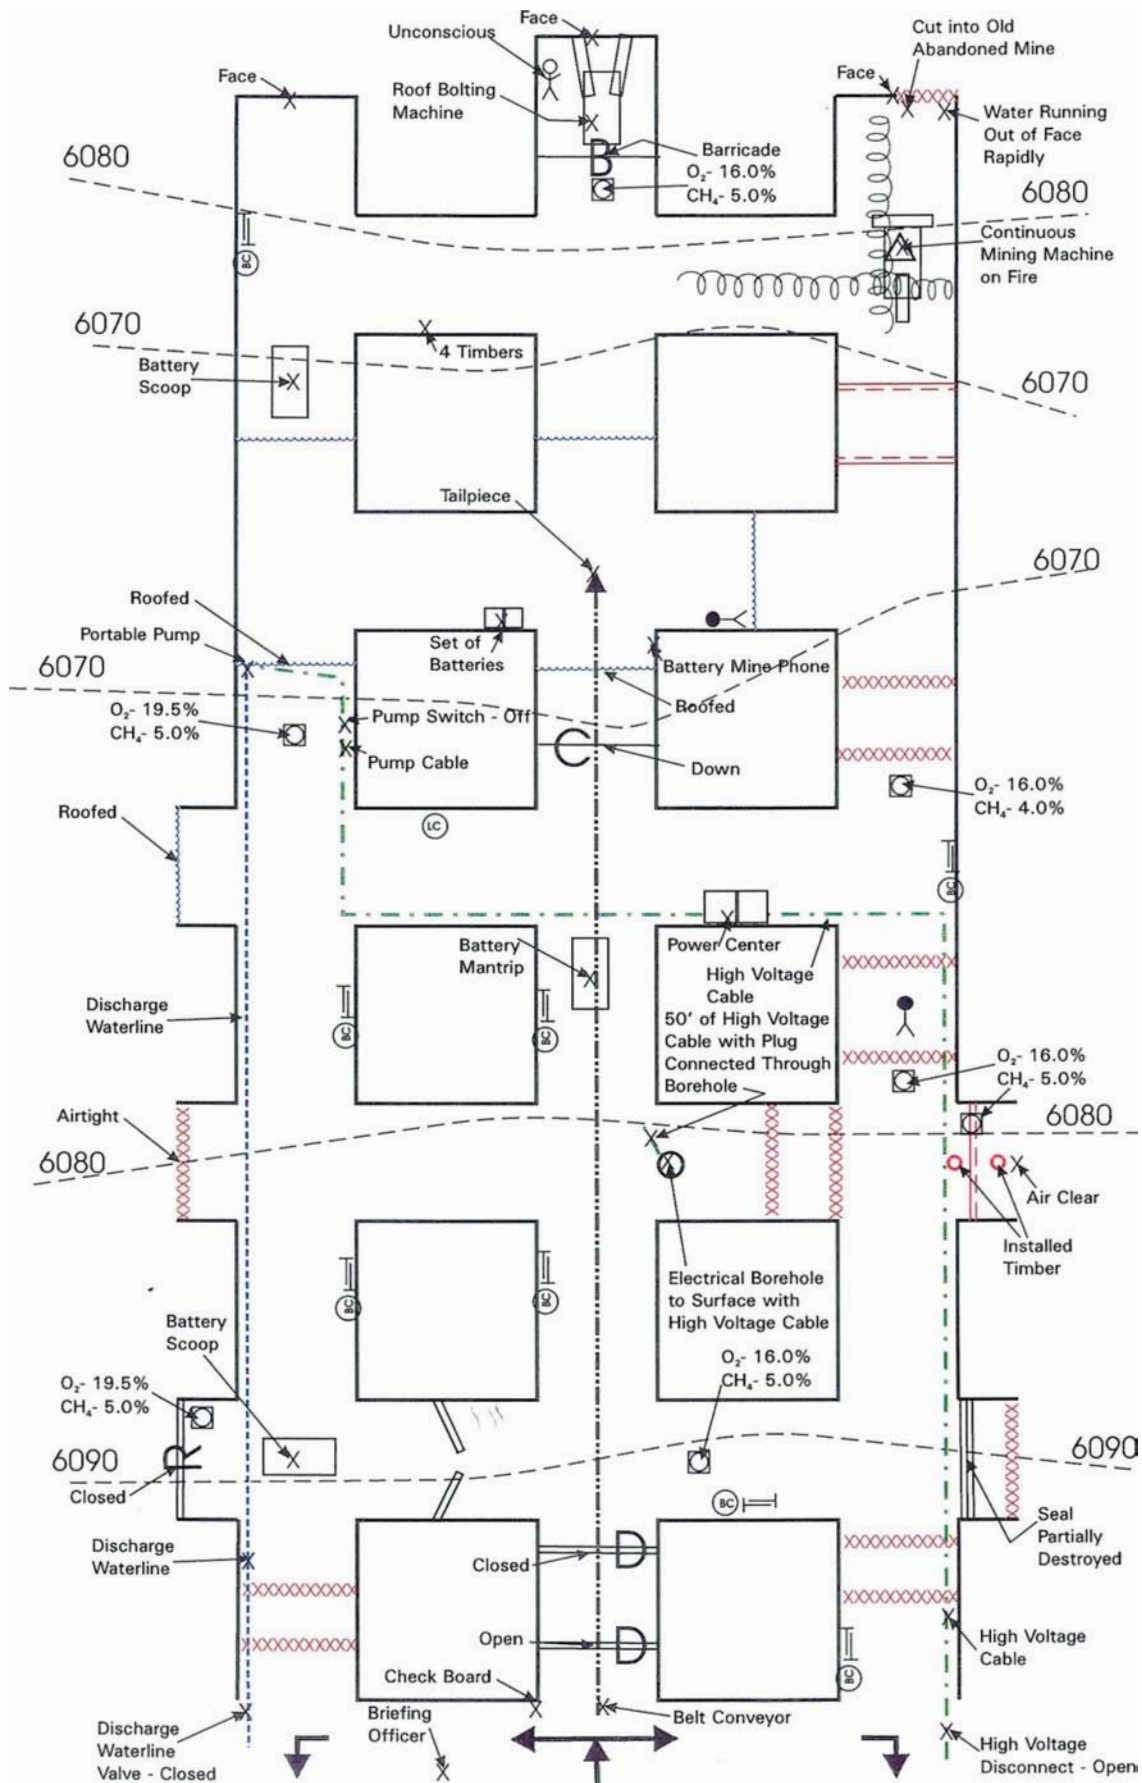 Face
Unconscious
Cut into Old
Abandoned Mine
Face
Roof Bolting
Machine
Face
Water Running
Out of Face
Rapidly
6080
B
Barricade
O₂- 16.0%
CH₄- 5.0%
6080
BC
Continuous
Mining Machine
on Fire
6070
4 Timbers
Battery
Scoop
6070
Tailpiece
6070
Roofed
Portable Pump
Set of
Batteries
Battery Mine Phone
6070
Roofed
O₂- 19.5%
CH₄- 5.0%
Pump Switch - Off
Pump Cable
C
Down
O₂- 16.0%
CH₄- 4.0%
Roofed
LC
BC
Power Center
Battery
Mantrip
High Voltage
Cable
50' of High Voltage
Cable with Plug
Connected Through
Borehole
Discharge
Waterline
BC
BC
O₂- 16.0%
CH₄- 5.0%
Airtight
6080
6080
Air Clear
Installed
Timber
Electrical Borehole
to Surface with
High Voltage Cable
BC
BC
Battery
Scoop
O₂- 19.5%
CH₄- 5.0%
O₂- 16.0%
CH₄- 5.0%
6090
R
Closed
6090
BC
Seal
Partially
Destroyed
Discharge
Waterline
Closed
D
Open
D
High Voltage
Cable
BC
Check Board
Belt Conveyor
Discharge
Waterline
Valve - Closed
Briefing
Officer
High Voltage
Disconnect - Open